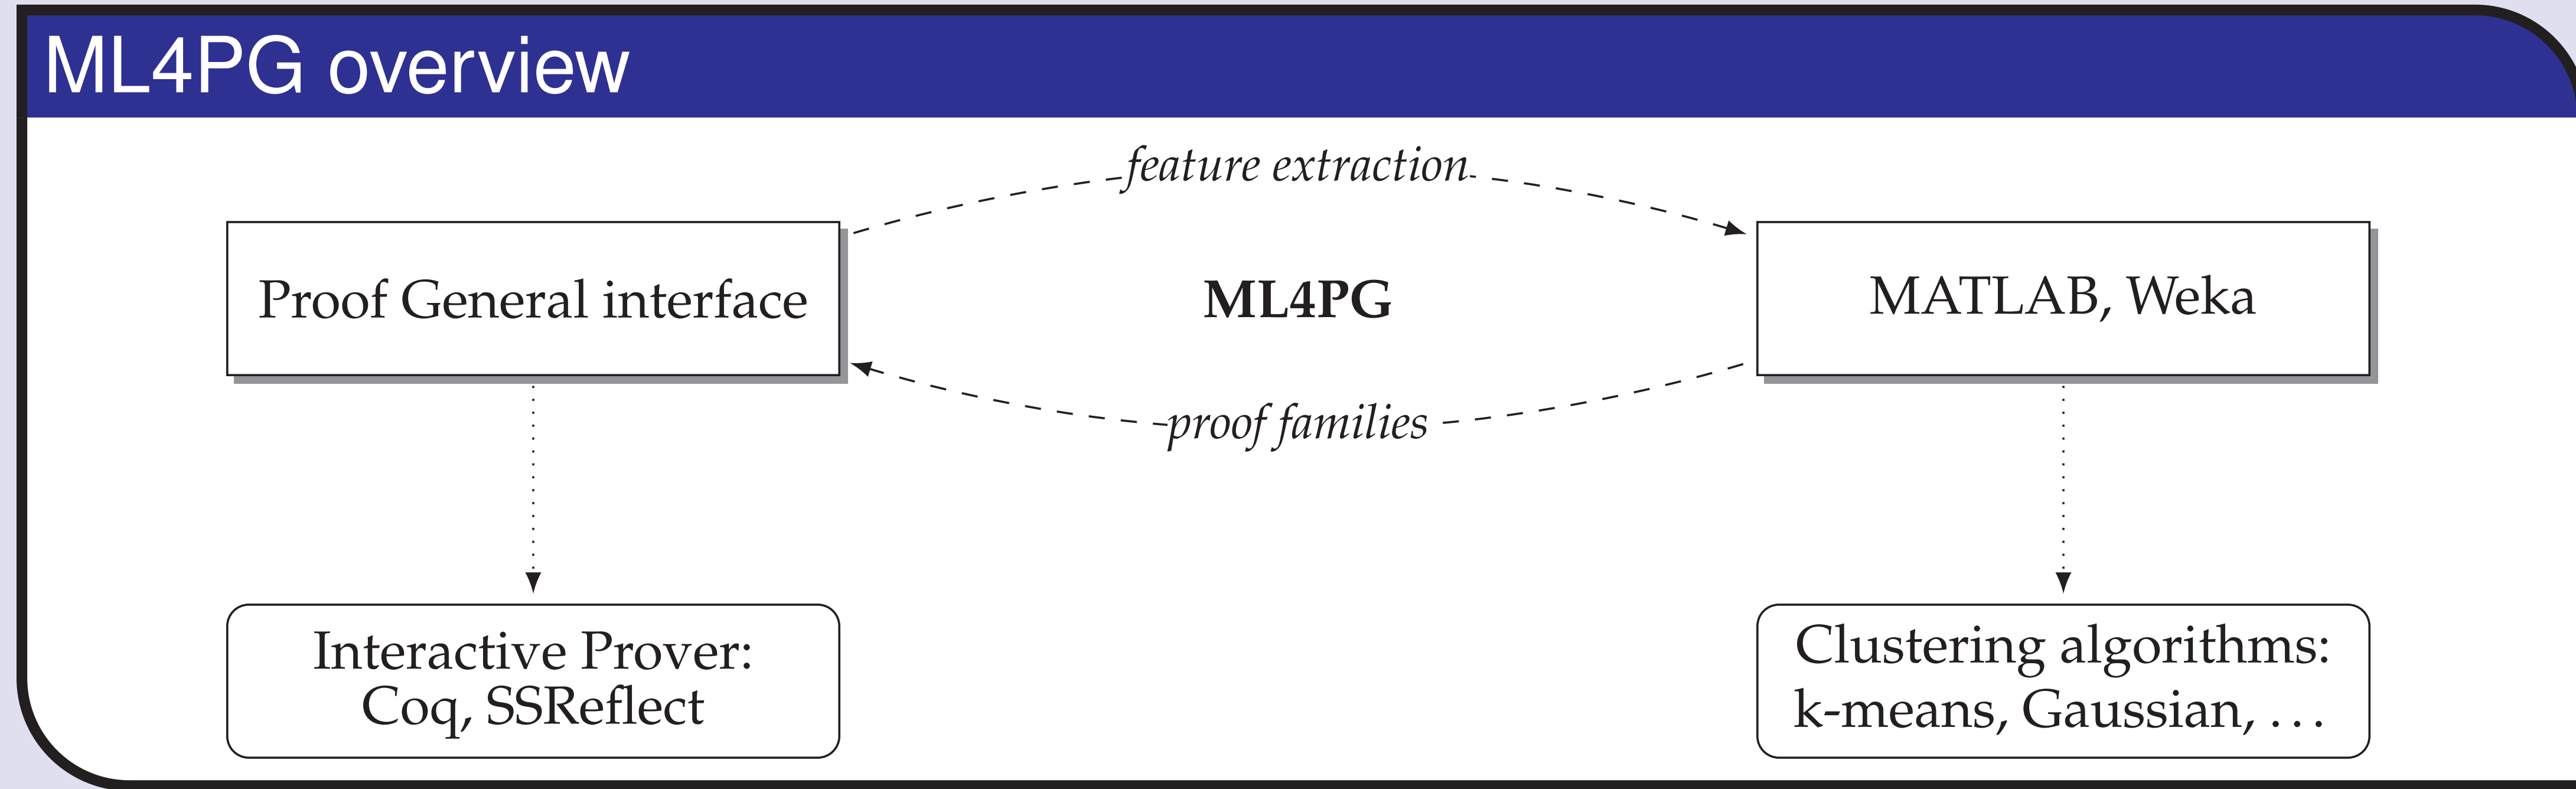 ML4PG overview
feature extraction
Proof General interface
ML4PG
MATLAB, Weka
proof families
Interactive Prover:
Coq, SSReflect
Clustering algorithms:
k-means, Gaussian, ...